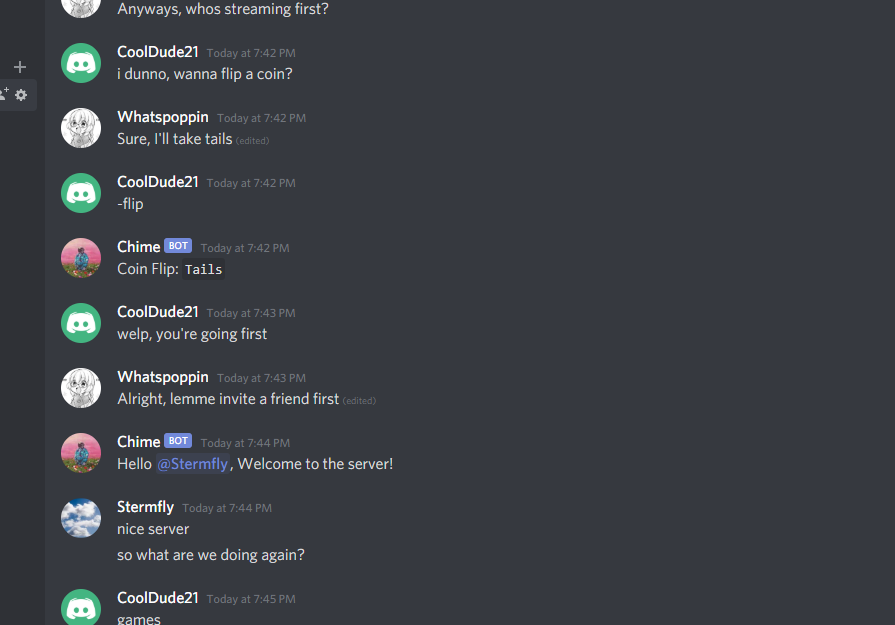 Anyways, whos streaming first?
CoolDude21 Today at 7:42 PM
i dunno, wanna flip a coin?
Whatspoppin Today at 7:42 PM
Sure, I'll take tails (edited)
CoolDude21 Today at 7:42 PM
-flip
Chime BOT Today at 7:42 PM
Coin Flip: Tails
CoolDude21 Today at 7:43 PM
welp, you're going first
Whatspoppin Today at 7:43 PM
Alright, lemme invite a friend first (edited)
Chime BOT Today at 7:44 PM
Hello @Stermfly, Welcome to the server!
Stermfly Today at 7:44 PM
nice server
so what are we doing again?
CoolDude21 Today at 7:45 PM
games